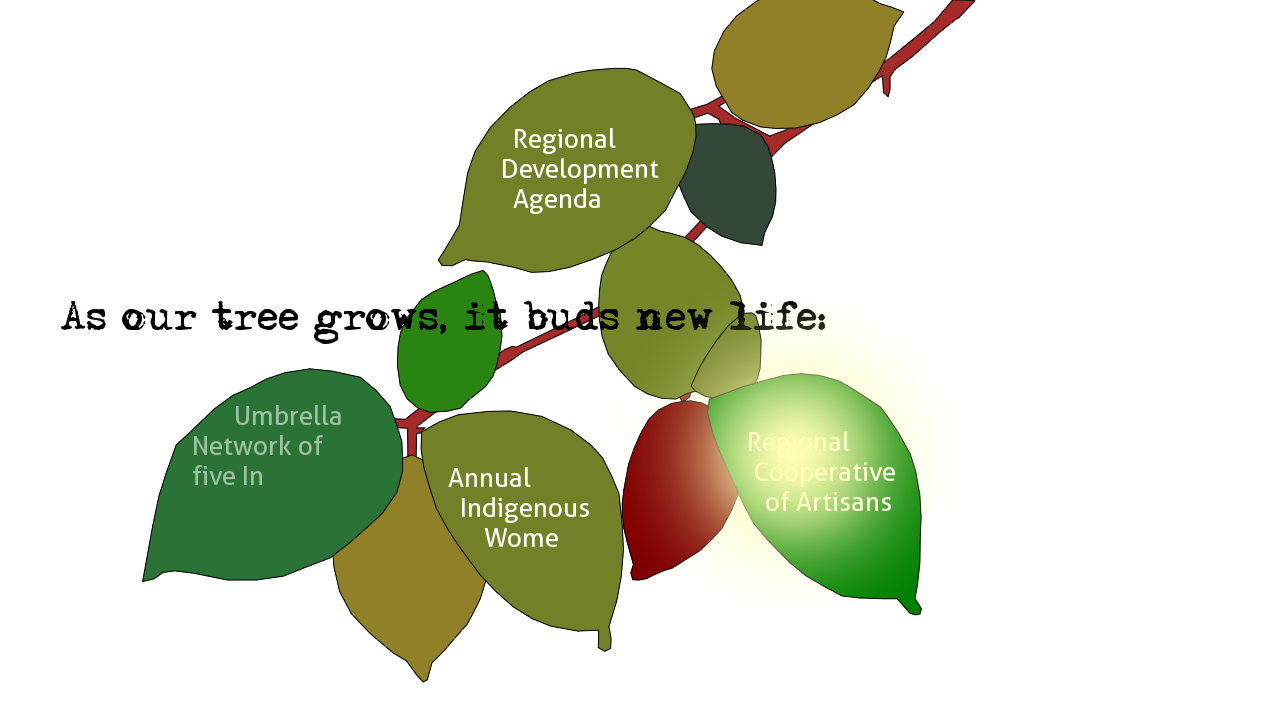 Regional
Development
Agenda
As our tree grows, it buds new life:
Umbrella
Network of
five In
Annual
Indigenous
Wome
Regional
Cooperative
of Artisans